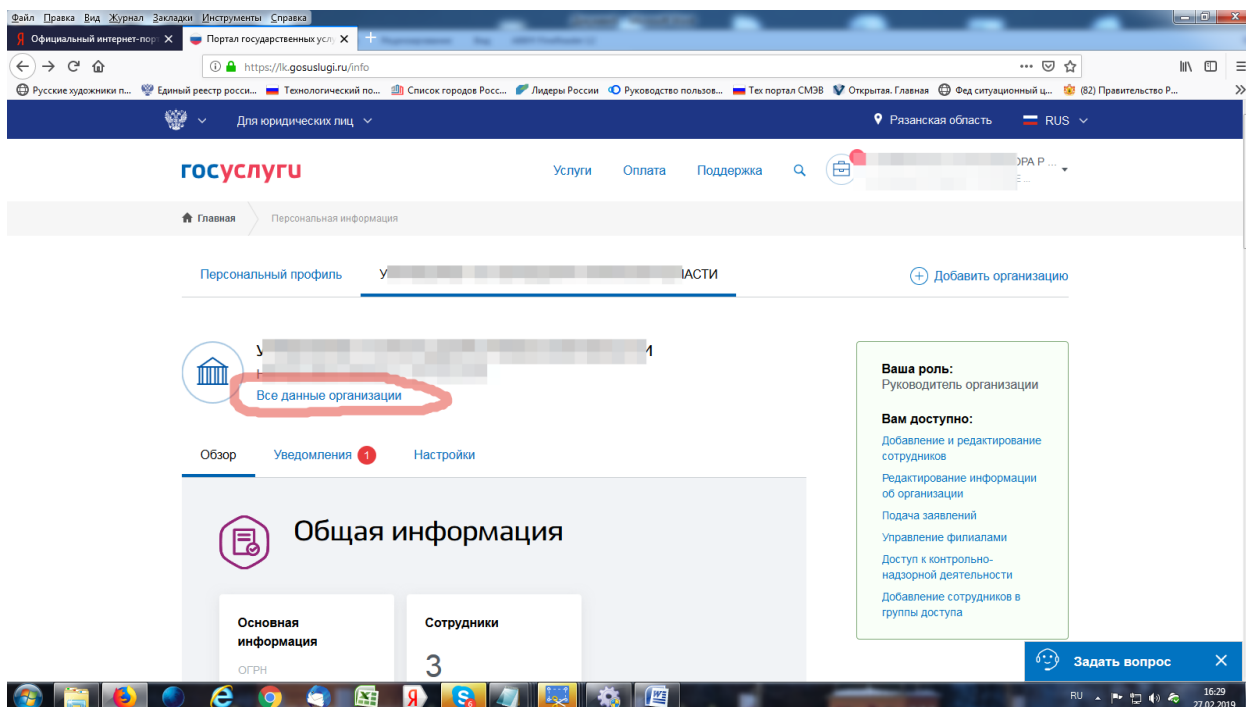 Файл Правка Вид Журнал Закладки Инструменты Справка
Официальный интернет-порт Портал государственных усл
https://lk.gosuslugi.ru/info
Русские художники п... Единый реестр росси... Технологический по... Список городов Росс... Лидеры России Руководство пользов... Тех портал СМЭВ Открытая. Главная Фед ситуационный ц... (82) Правительство Р...
Для юридических лиц Рязанская область RUS
госуслуги Услуги Оплата Поддержка ОРА Р ...
Главная Персональная информация
Персональный профиль У АСТИ Добавить организацию
У И
Н
Все данные организации
Обзор Уведомления 1 Настройки
Общая информация
Основная
информация
ОГРН
Сотрудники
3
Ваша роль:
Руководитель организации
Вам доступно:
Добавление и редактирование
сотрудников
Редактирование информации
об организации
Подача заявлений
Управление филиалами
Доступ к контрольно-
надзорной деятельности
Добавление сотрудников в
группы доступа
Задать вопрос
RU 16:29
27.02.2019